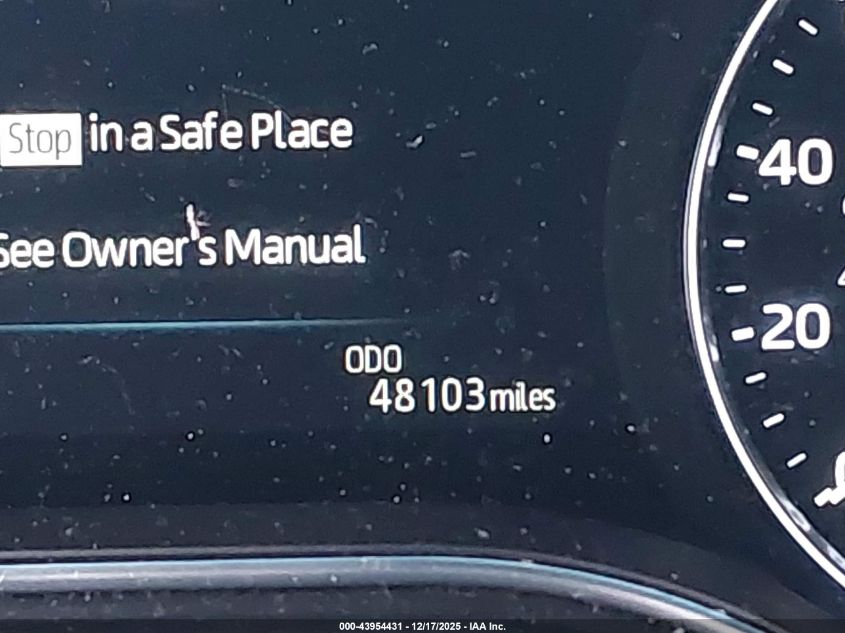 Stop in a Safe Place
See Owner's Manual
ODO
48103 miles
40
20
000-43954431 - 12/17/2025 - IAA Inc.